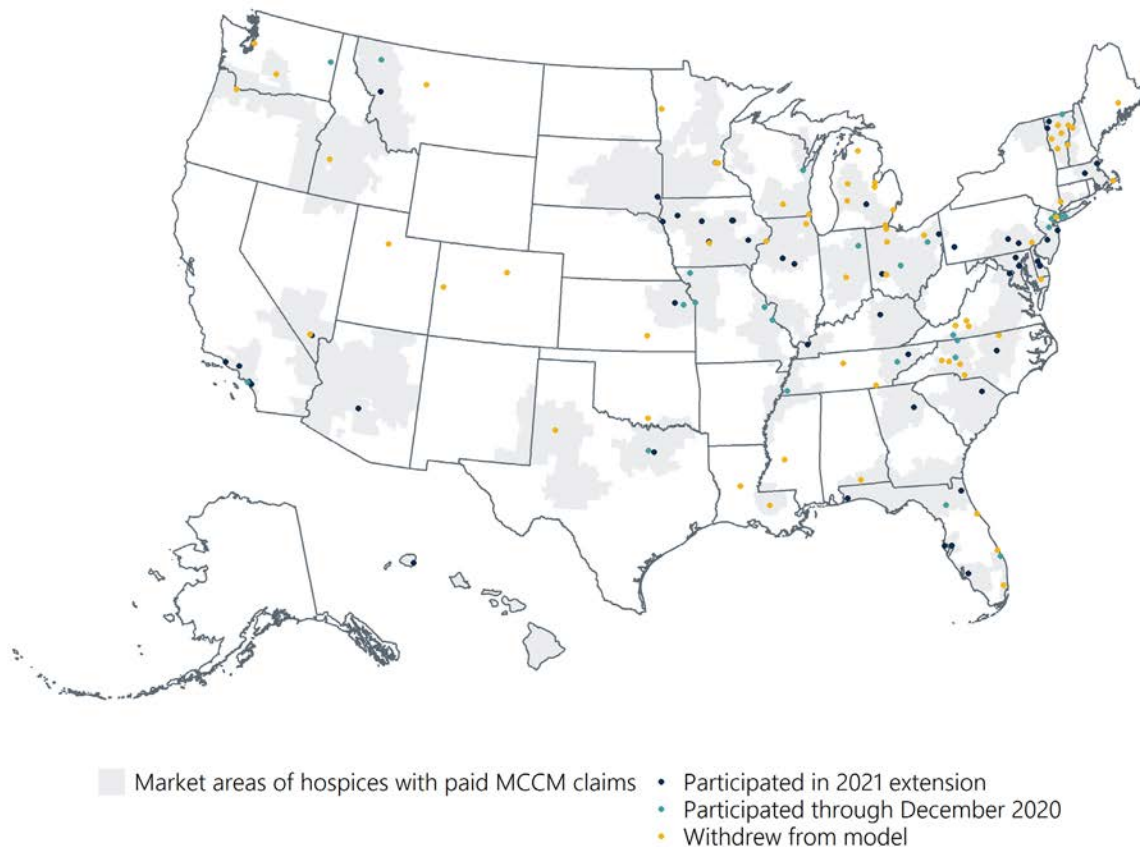 Market areas of hospices with paid MCCM claims
Participated in 2021 extension
Participated through December 2020
Withdrew from model